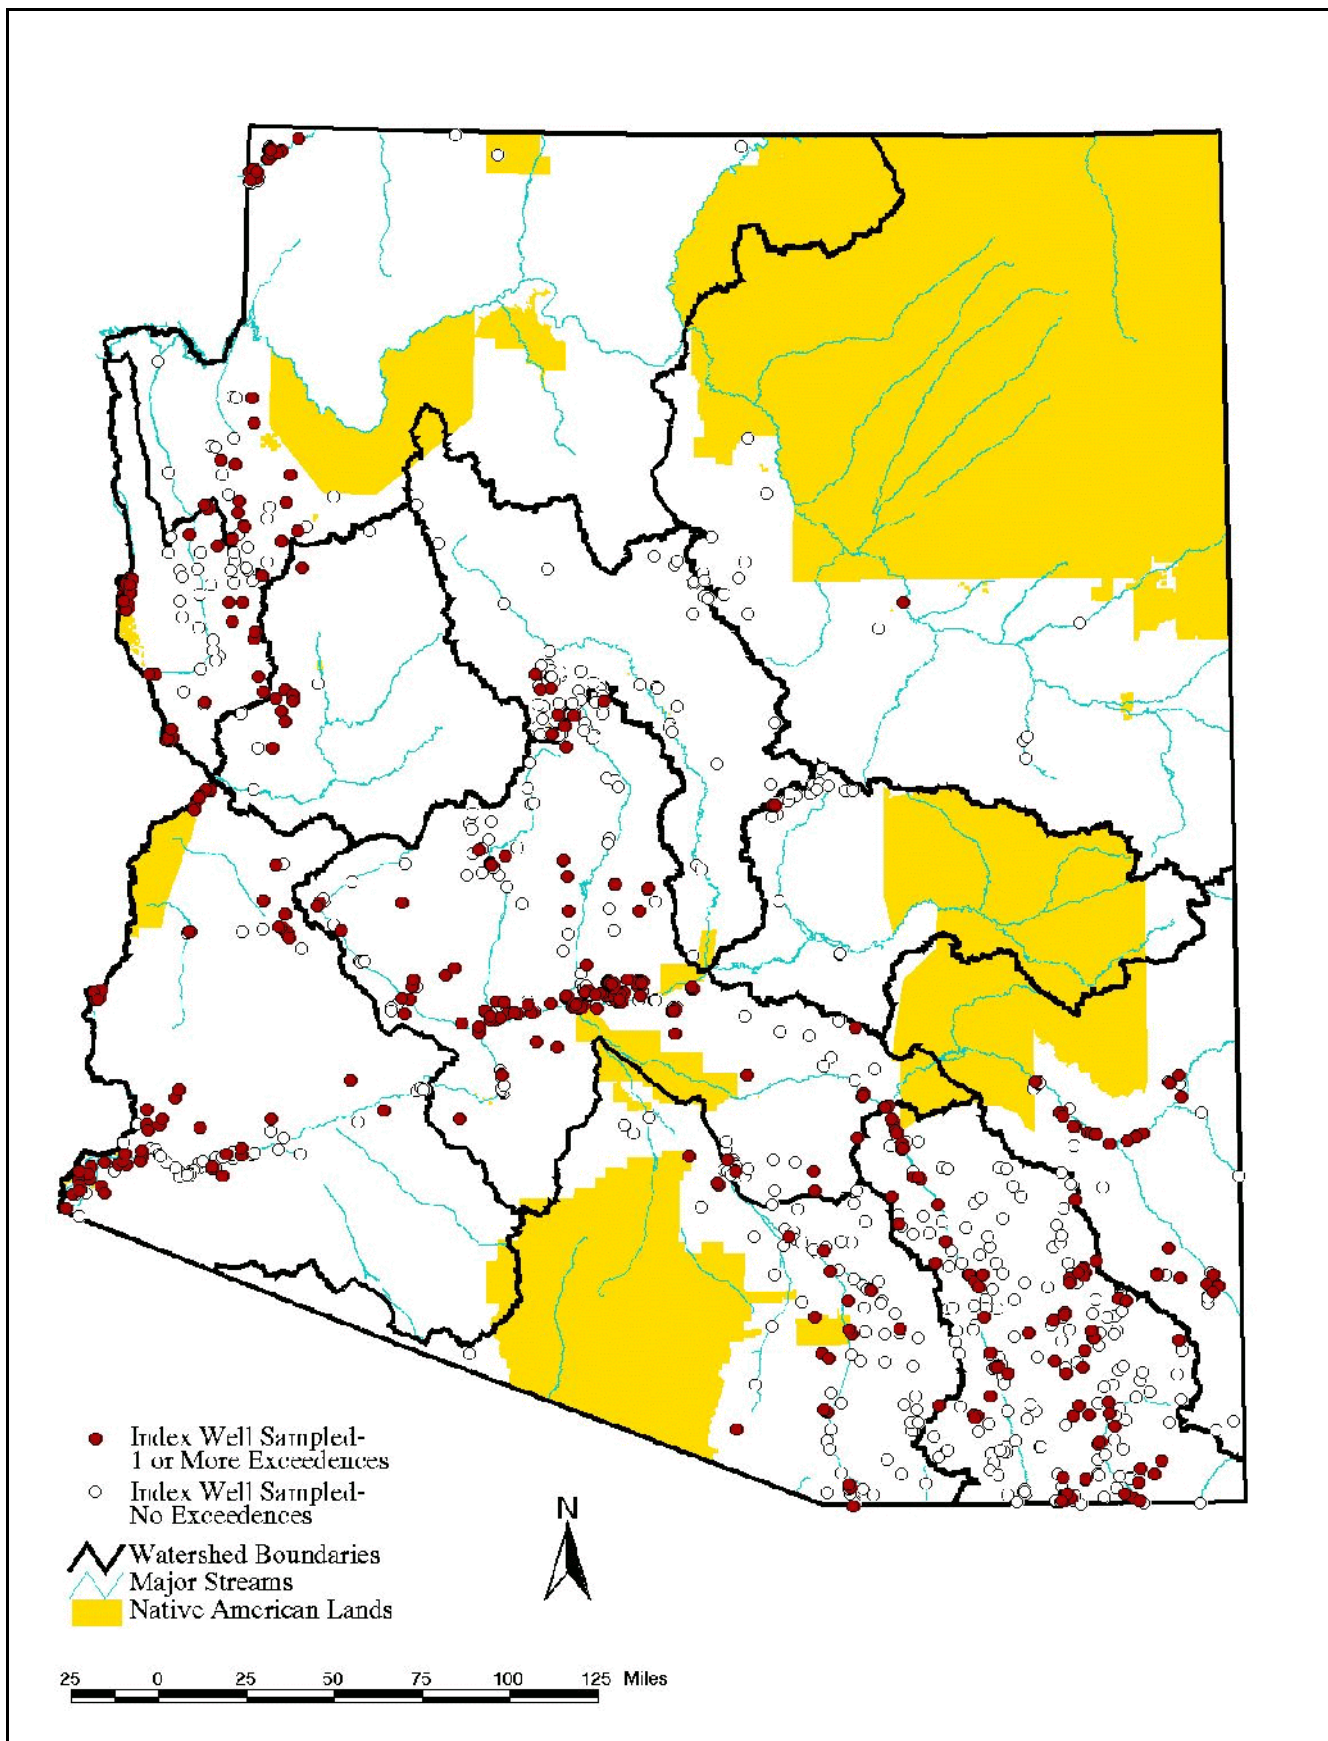 Index Well Sampled-
1 or More Exceedences
Index Well Sampled-
No Exceedences
N
Watershed Boundaries
Major Streams
Native American Lands
25 0 25 50 75 100 125 Miles